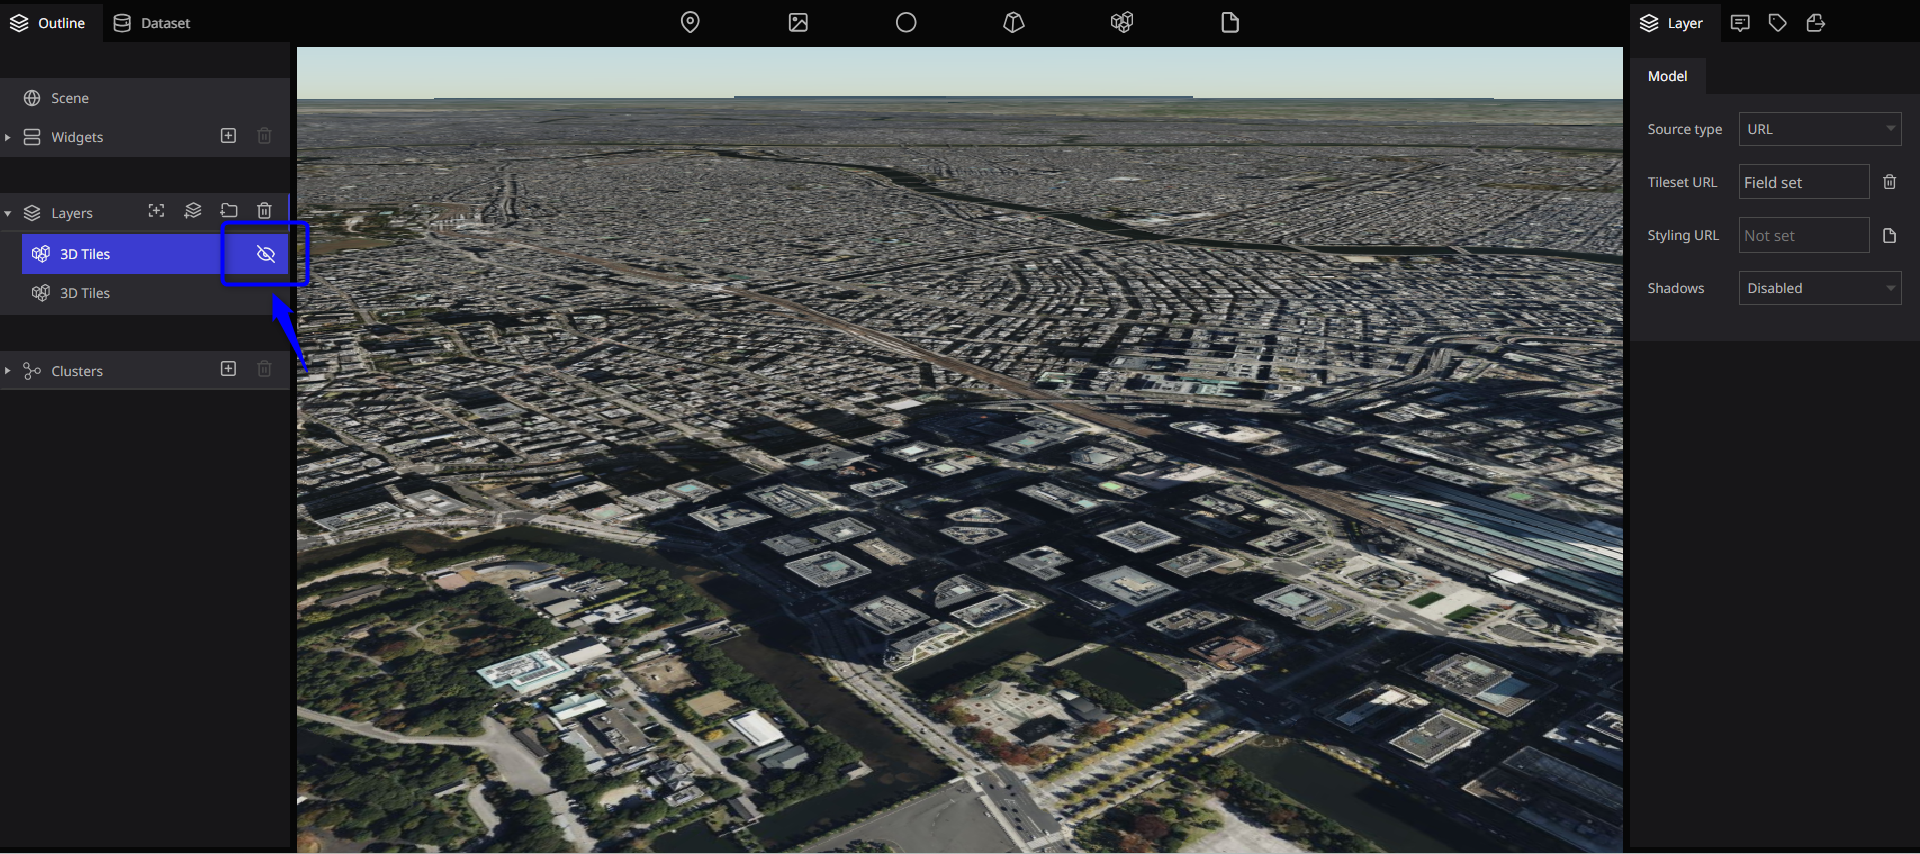 Outline
Dataset
Scene
Widgets
Layers
3D Tiles
3D Tiles
Clusters
Layer
Model
Source type
URL
Tileset URL
Field set
Styling URL
Not set
Shadows
Disabled